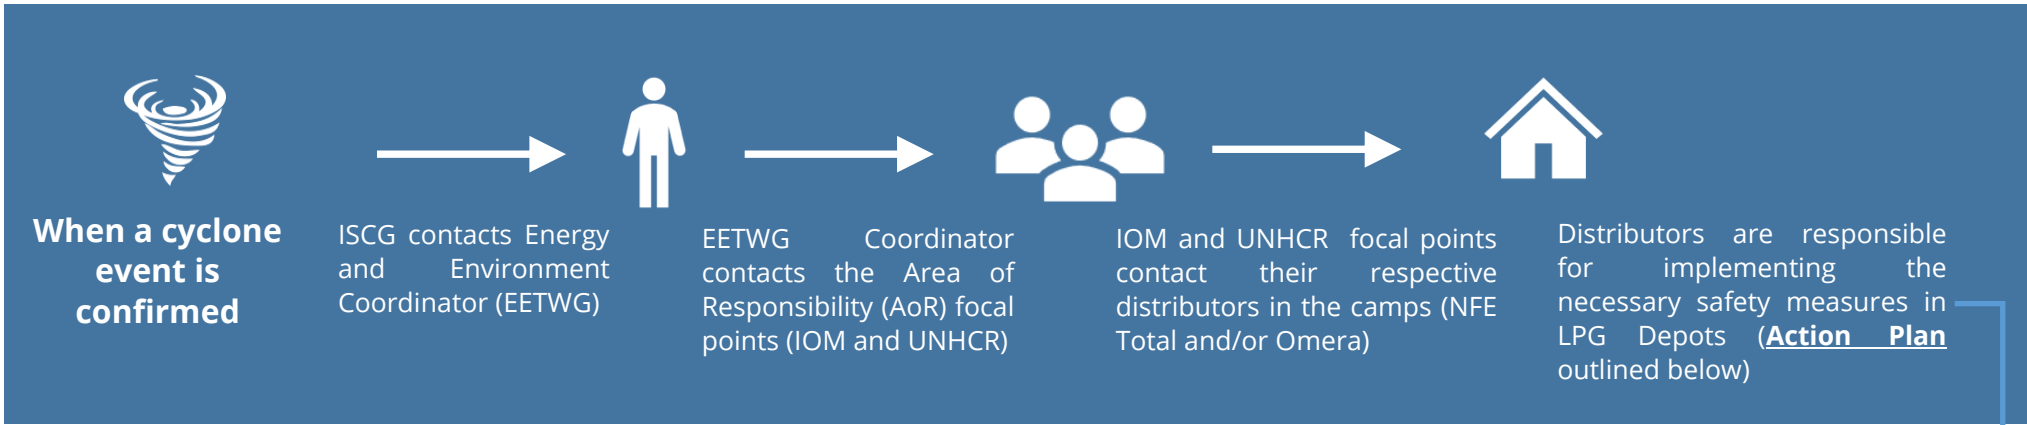 When a cyclone
event is
confirmed
ISCG contacts Energy
and Environment
Coordinator (EETWG)
EETWG Coordinator
contacts the Area of
Responsibility (AoR) focal
points (IOM and UNHCR)
IOM and UNHCR focal points
contact their respective
distributors in the camps (NFE
Total and/or Omera)
Distributors are responsible
for implementing the
necessary safety measures in
LPG Depots (Action Plan
outlined below)